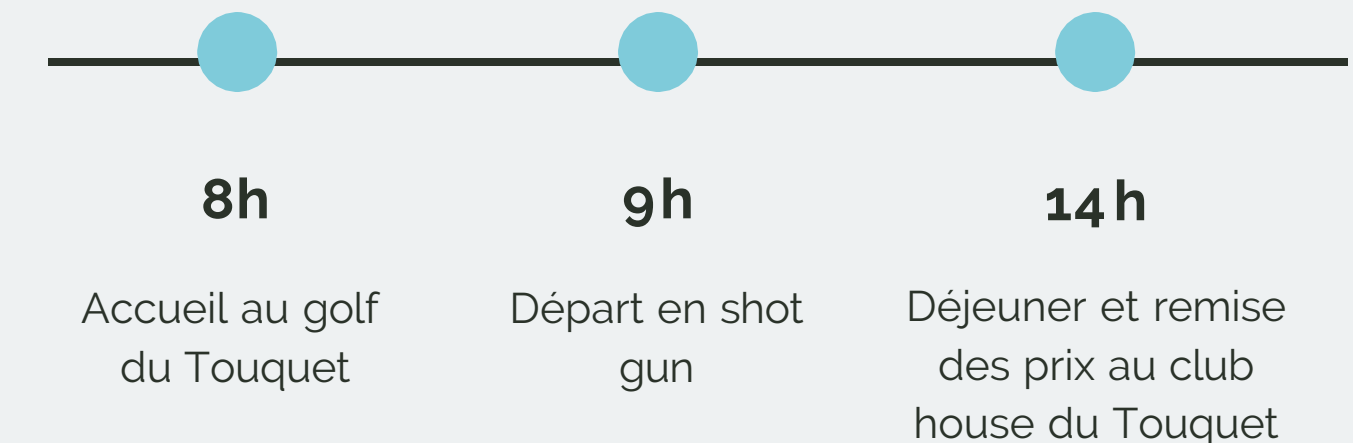 8h
Accueil au golf
du Touquet
9h
Départ en shot
gun
14h
Déjeuner et remise
des prix au club
house du Touquet